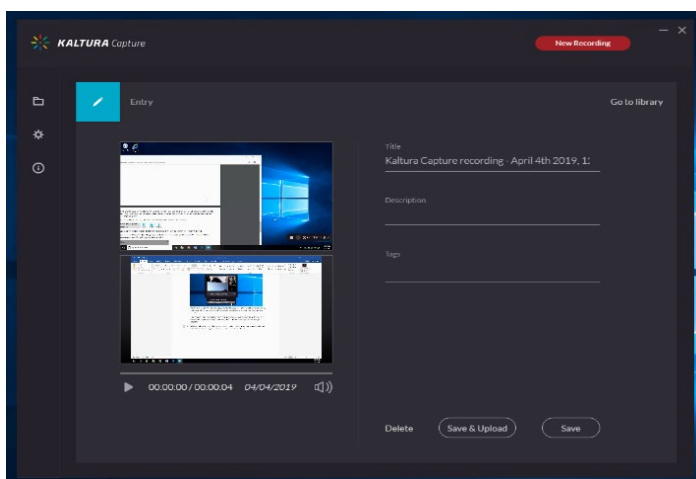 KALTURA Capture
New Recording
Entry
Go to library
Title
Kaltura Capture recording - April 4th 2019, 1
Description
Tags
00:00:00 / 00:00:04 04/04/2019
Delete
Save & Upload
Save